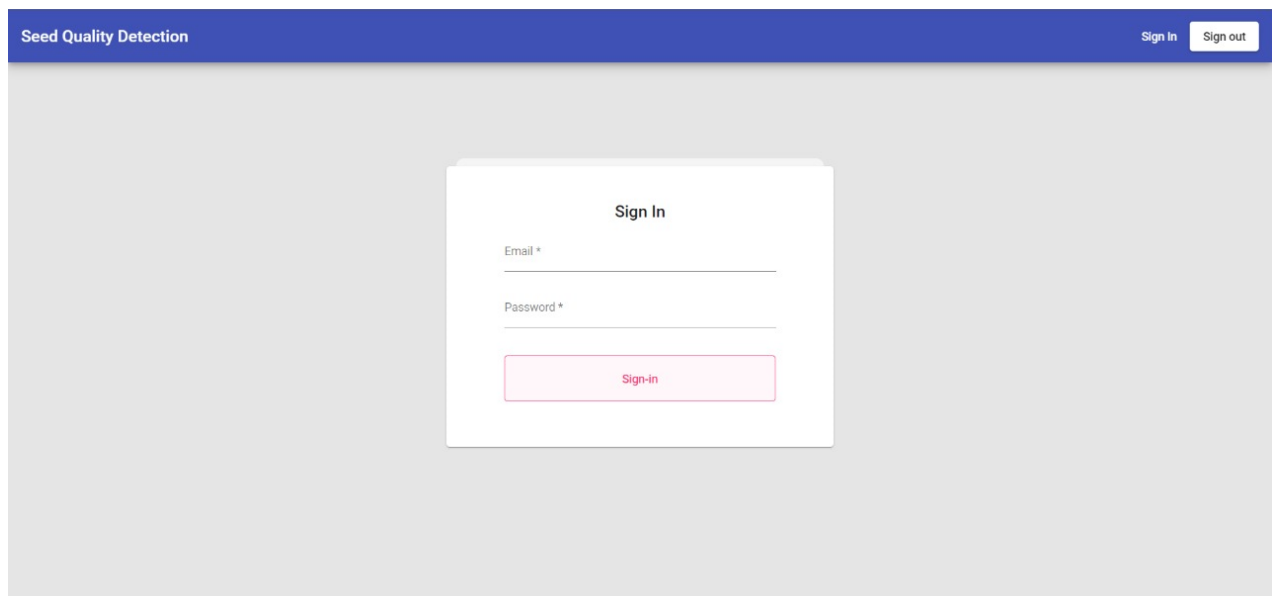 Seed Quality Detection
Sign In
Sign out
Sign In
Email *
Password *
Sign-in